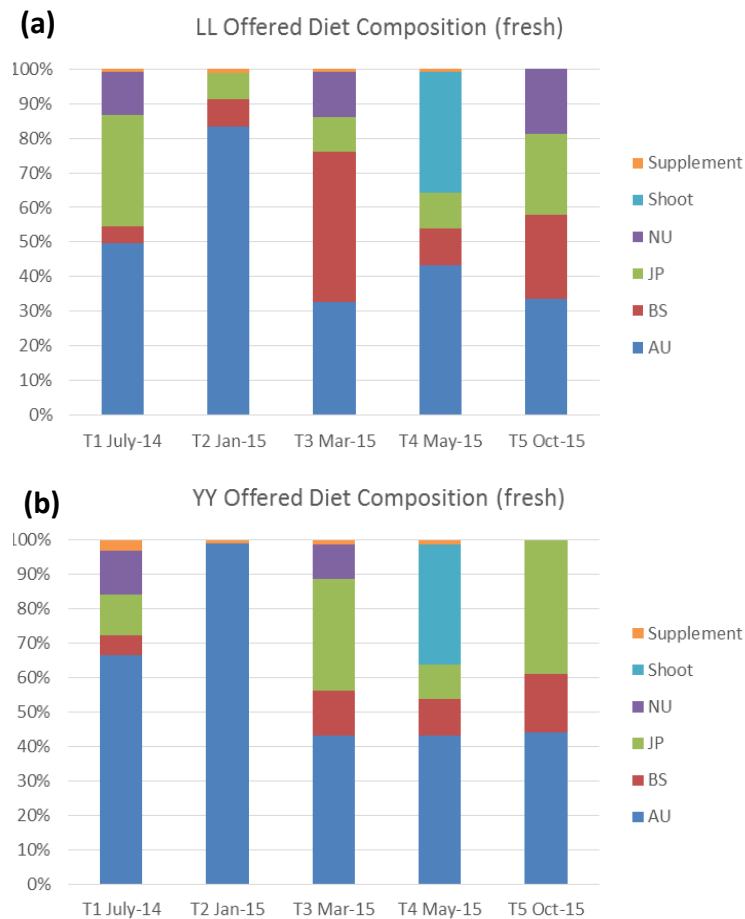 (a)
LL Offered Diet Composition (fresh)
100%
90%
80%
70%
60%
50%
40%
30%
20%
10%
0%
T1 July-14 T2 Jan-15 T3 Mar-15 T4 May-15 T5 Oct-15
Supplement
Shoot
NU
JP
BS
AU
(b)
YY Offered Diet Composition (fresh)
100%
90%
80%
70%
60%
50%
40%
30%
20%
10%
0%
T1 July-14 T2 Jan-15 T3 Mar-15 T4 May-15 T5 Oct-15
Supplement
Shoot
NU
JP
BS
AU